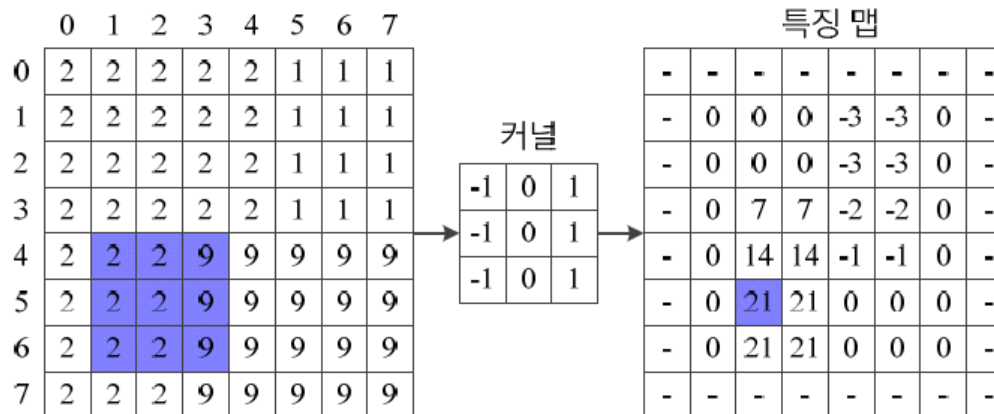 0 1 2 3 4 5 6 7
특징 맵
0 2 2 2 2 2 1 1 1
- - - - - - - -
1 2 2 2 2 2 1 1 1
- 0 0 0 -3 -3 0 -
커널
2 2 2 2 2 2 1 1 1
- 0 0 0 -3 -3 0 -
-1 0 1
3 2 2 2 2 2 1 1 1
- 0 7 7 -2 -2 0 -
-1 0 1
4 2 2 2 9 9 9 9 9
- 0 14 14 -1 -1 0 -
-1 0 1
5 2 2 2 9 9 9 9 9
- 0 21 21 0 0 0 -
6 2 2 2 9 9 9 9 9
- 0 21 21 0 0 0 -
7 2 2 2 9 9 9 9 9
- - - - - - - -